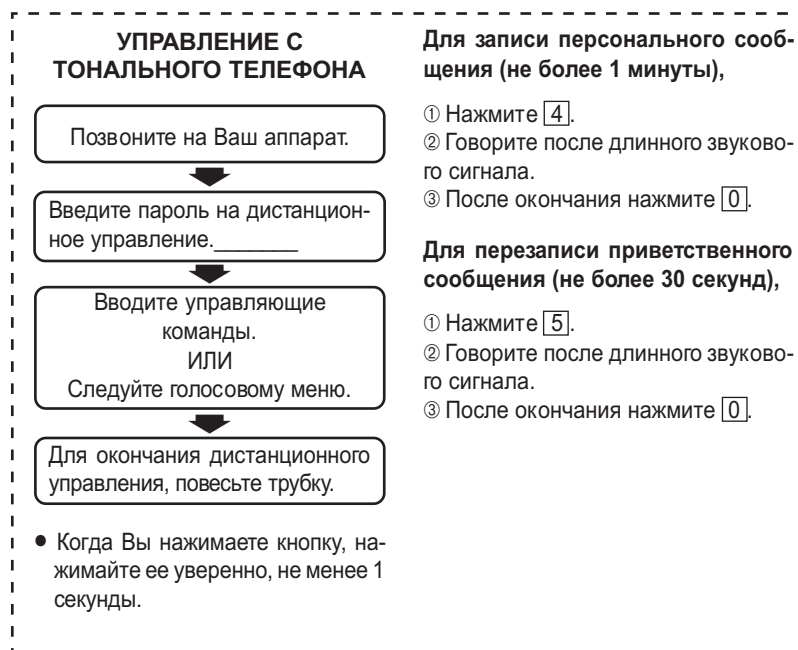 УПРАВЛЕНИЕ С
ТОНАЛЬНОГО ТЕЛЕФОНА
Позвоните на Ваш аппарат.
Введите пароль на дистанцион-
ное управление._______
Вводите управляющие
команды.
ИЛИ
Следуйте голосовому меню.
Для окончания дистанционного
управления, повесьте трубку.
• Когда Вы нажимаете кнопку, на-
жимайте ее уверенно, не менее 1
секунды.
Для записи персонального сооб-
щения (не более 1 минуты),
① Нажмите 4.
② Говорите после длинного звуково-
го сигнала.
③ После окончания нажмите 0.
Для перезаписи приветственного
сообщения (не более 30 секунд),
① Нажмите 5.
② Говорите после длинного звуково-
го сигнала.
③ После окончания нажмите 0.